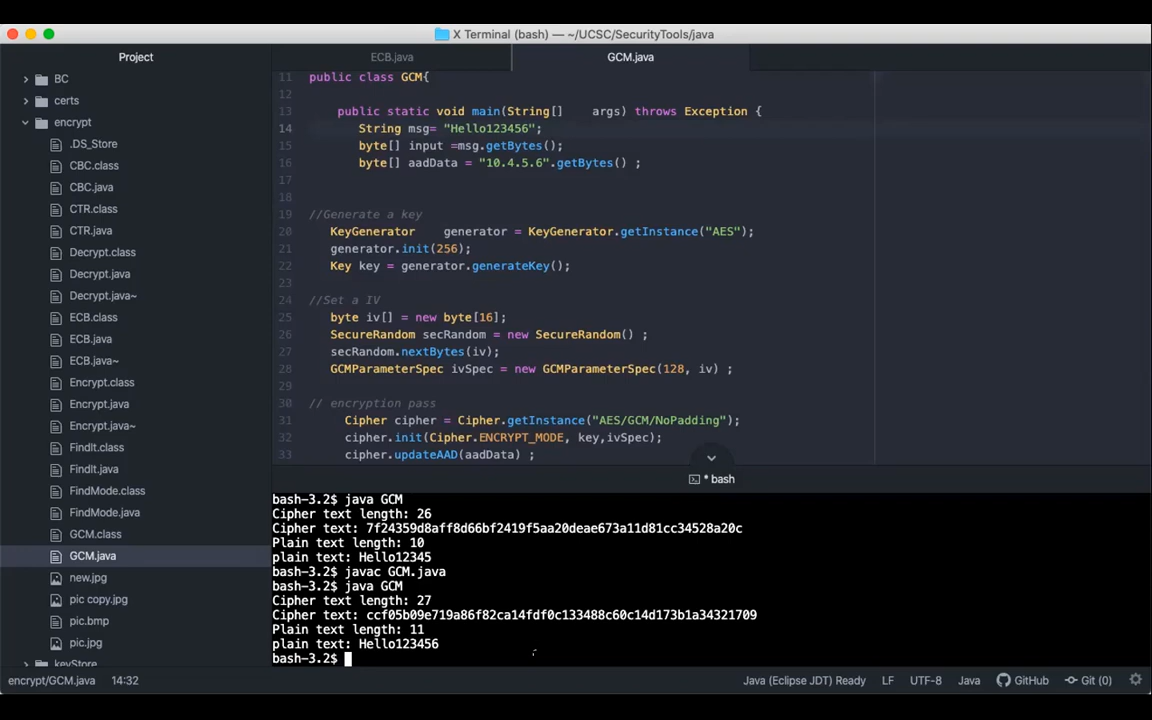 X Terminal (bash) — ~/UCSC/SecurityTools/java
Project
ECB.java
GCM.java
BC
certs
encrypt
.DS_Store
CBC.class
CBC.java
CTR.class
CTR.java
Decrypt.class
Decrypt.java
Decrypt.java~
ECB.class
ECB.java
ECB.java~
Encrypt.class
Encrypt.java
Encrypt.java~
FindIt.class
FindIt.java
FindMode.class
FindMode.java
GCM.class
GCM.java
new.jpg
pic copy.jpg
pic.bmp
pic.jpg
keyStore
11 public class GCM{
12
13 public static void main(String[] args) throws Exception {
14 String msg= "Hello123456";
15 byte[] input =msg.getBytes();
16 byte[] aadData = "10.4.5.6".getBytes() ;
17
18
19 //Generate a key
20 KeyGenerator generator = KeyGenerator.getInstance("AES");
21 generator.init(256);
22 Key key = generator.generateKey();
23
24 //Set a IV
25 byte iv[] = new byte[16];
26 SecureRandom secRandom = new SecureRandom() ;
27 secRandom.nextBytes(iv);
28 GCMParameterSpec ivSpec = new GCMParameterSpec(128, iv) ;
29
30 // encryption pass
31 Cipher cipher = Cipher.getInstance("AES/GCM/NoPadding");
32 cipher.init(Cipher.ENCRYPT_MODE, key,ivSpec);
33 cipher.updateAAD(aadData) ;
* bash
bash-3.2$ java GCM
Cipher text length: 26
Cipher text: 7f24359d8aff8d66bf2419f5aa20deae673a11d81cc34528a20c
Plain text length: 10
plain text: Hello12345
bash-3.2$ javac GCM.java
bash-3.2$ java GCM
Cipher text length: 27
Cipher text: ccf05b09e719a86f82ca14fdf0c133488c60c14d173b1a34321709
Plain text length: 11
plain text: Hello123456
bash-3.2$
encrypt/GCM.java 14:32 Java (Eclipse JDT) Ready LF UTF-8 Java GitHub Git (0)